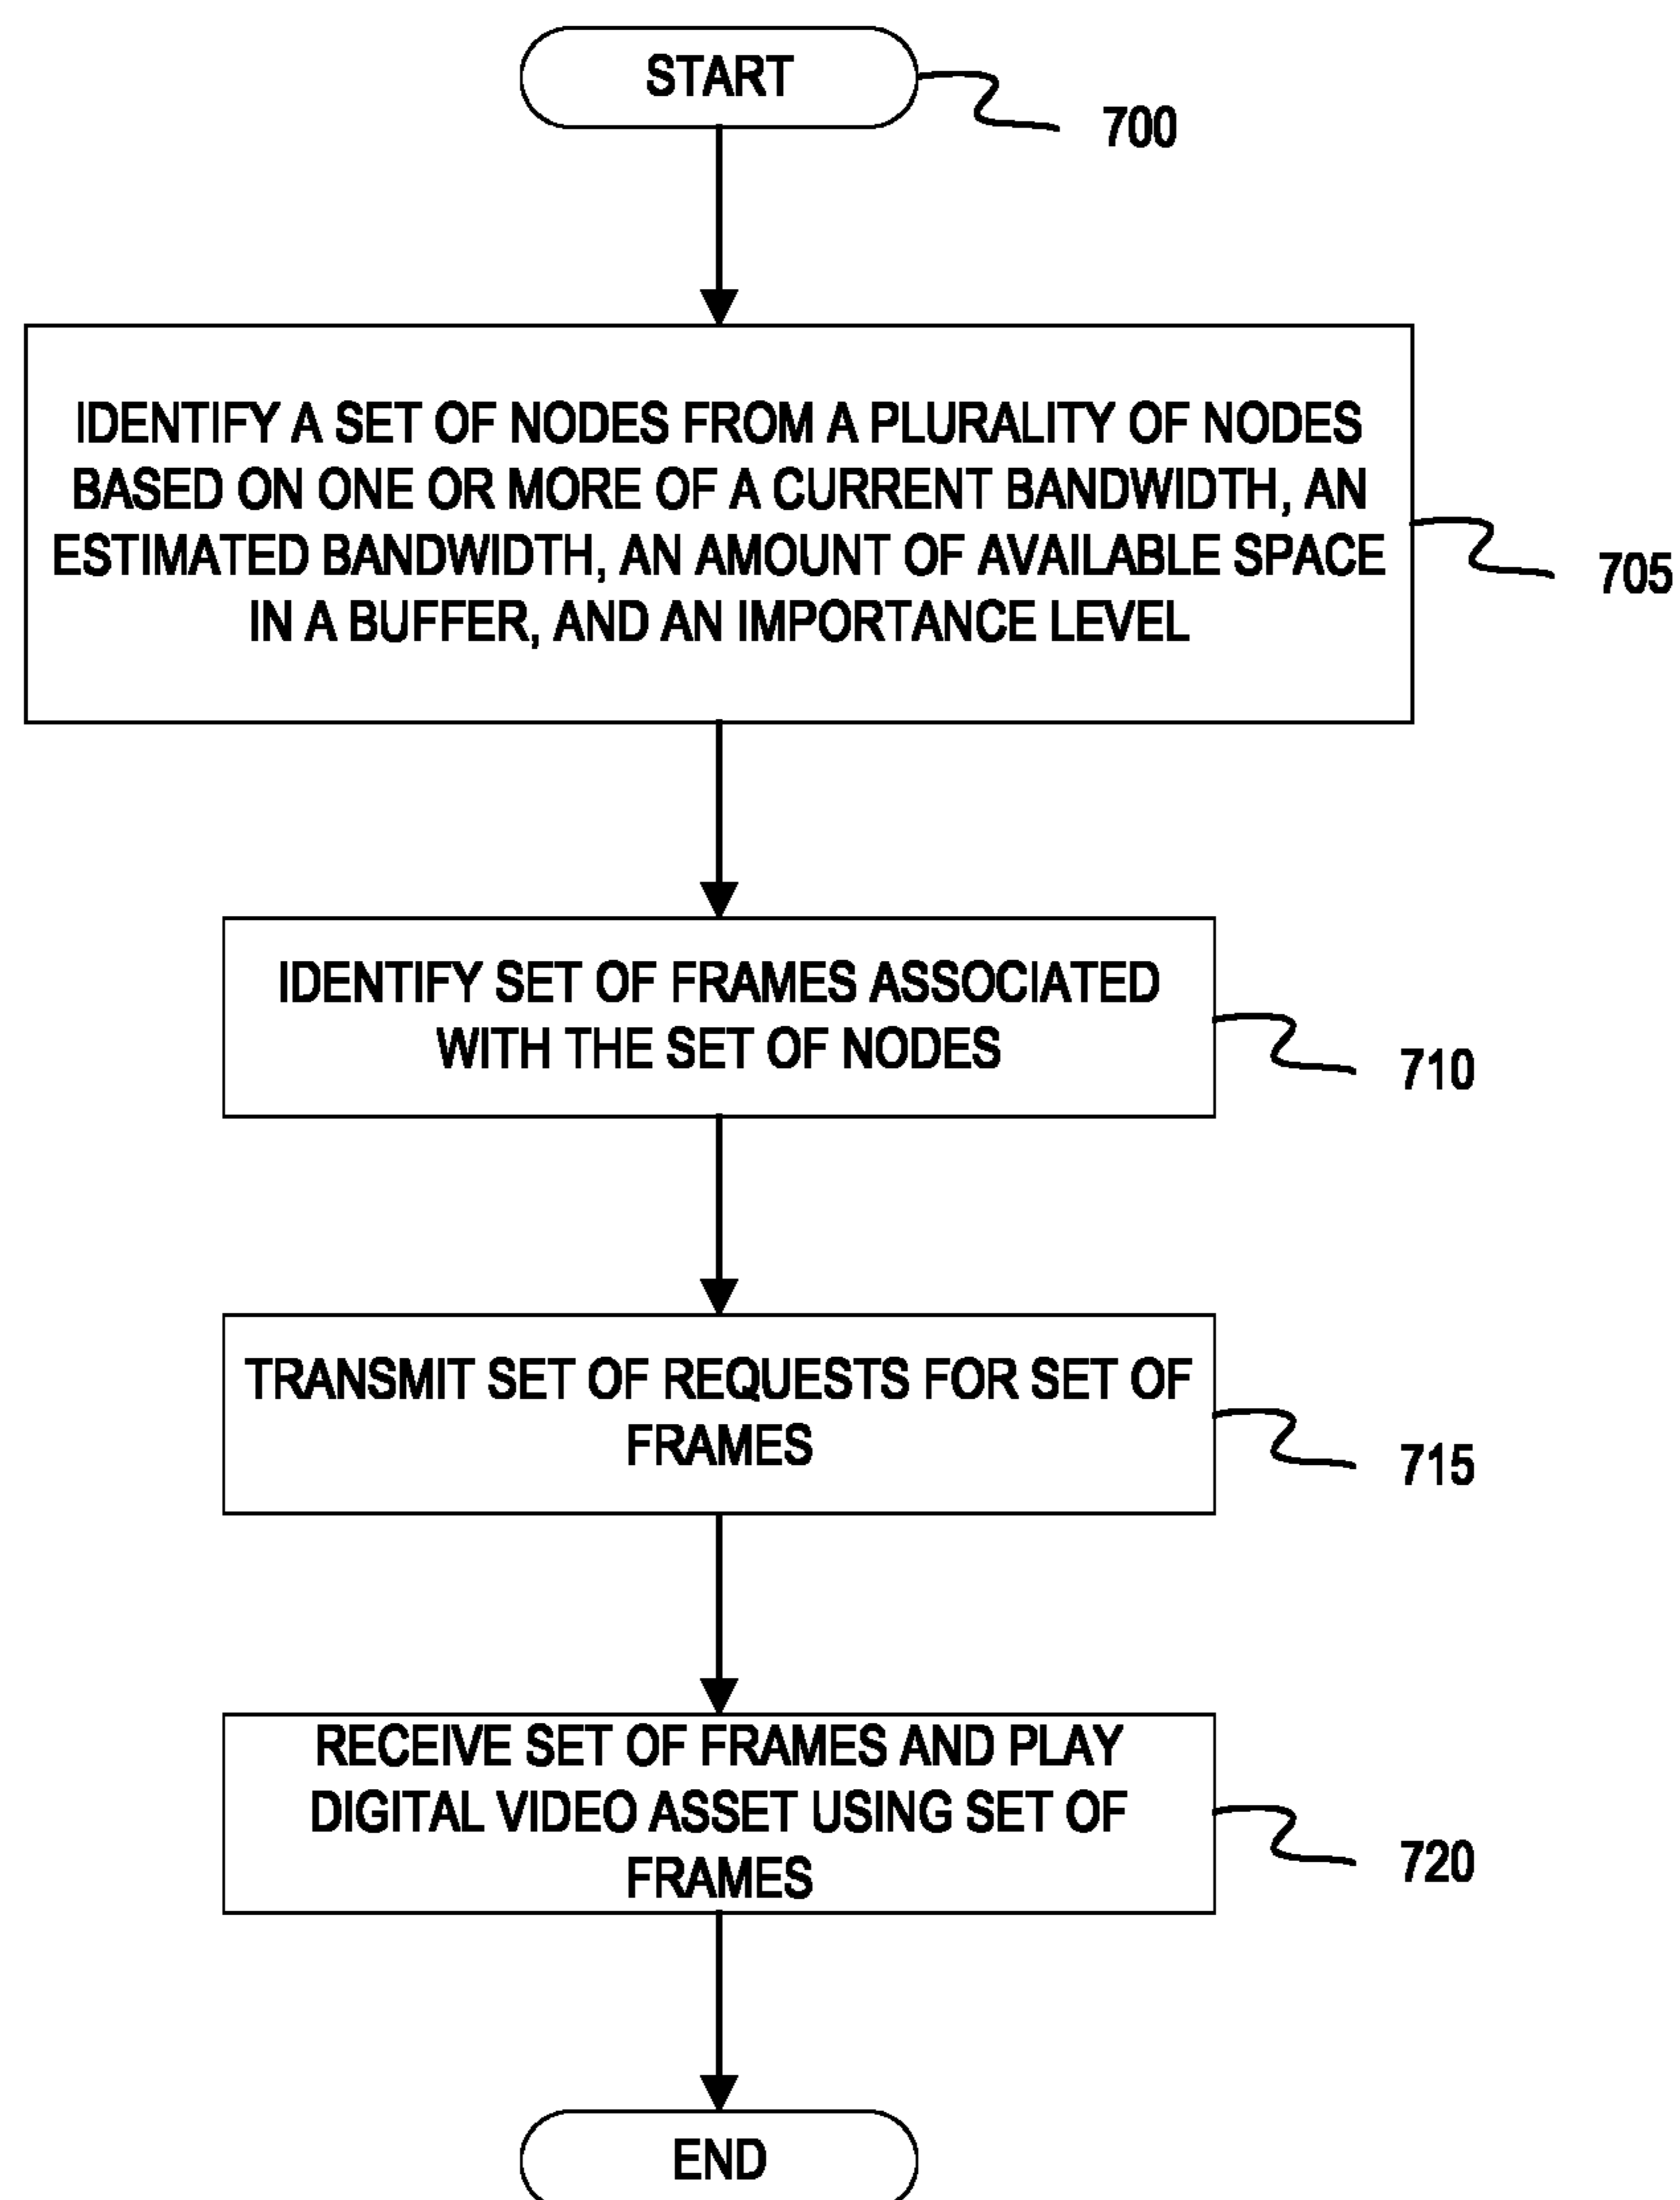 START
700
IDENTIFY A SET OF NODES FROM A PLURALITY OF NODES
BASED ON ONE OR MORE OF A CURRENT BANDWIDTH, AN
ESTIMATED BANDWIDTH, AN AMOUNT OF AVAILABLE SPACE
IN A BUFFER, AND AN IMPORTANCE LEVEL
705
IDENTIFY SET OF FRAMES ASSOCIATED
WITH THE SET OF NODES
710
TRANSMIT SET OF REQUESTS FOR SET OF
FRAMES
715
RECEIVE SET OF FRAMES AND PLAY
DIGITAL VIDEO ASSET USING SET OF
FRAMES
720
END